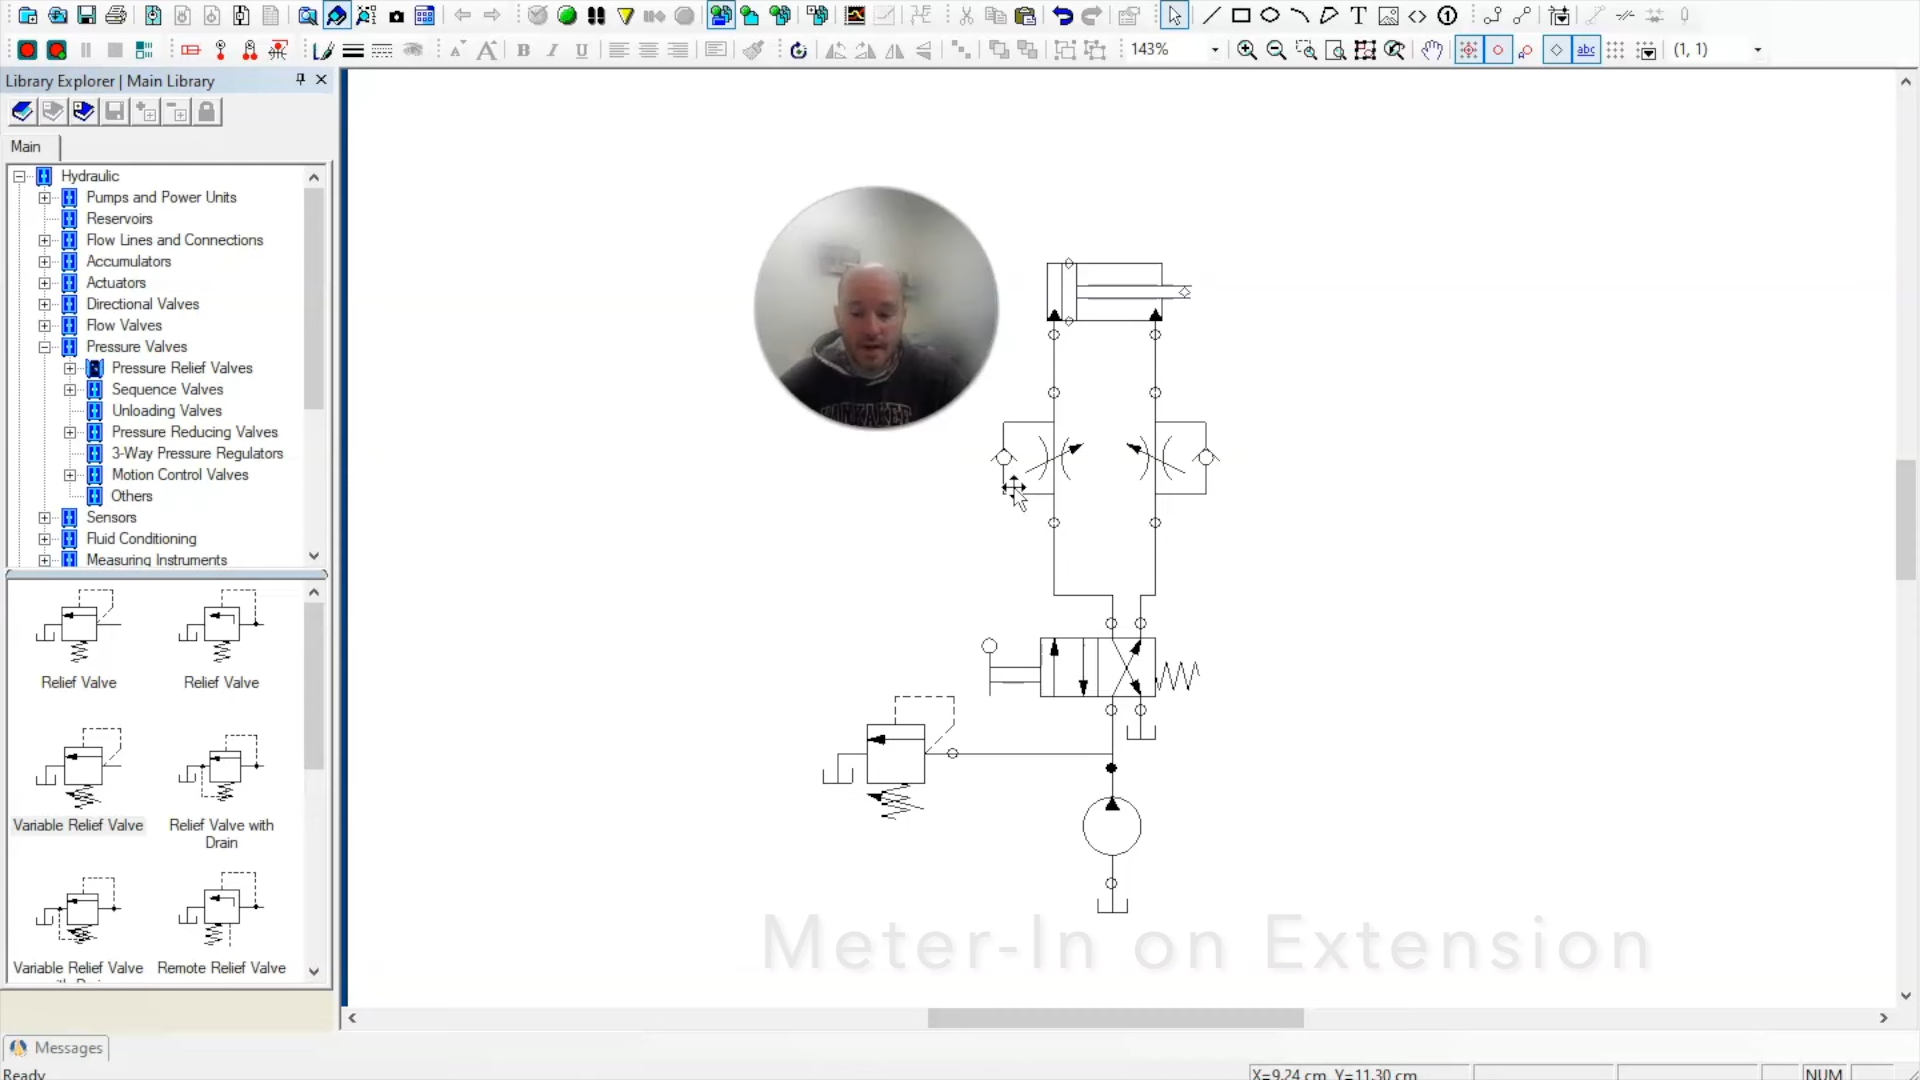 143%
abc
(1, 1)
Library Explorer | Main Library
Main
Hydraulic
Pumps and Power Units
Reservoirs
Flow Lines and Connections
Accumulators
Actuators
Directional Valves
Flow Valves
Pressure Valves
Pressure Relief Valves
Sequence Valves
Unloading Valves
Pressure Reducing Valves
3-Way Pressure Regulators
Motion Control Valves
Others
Sensors
Fluid Conditioning
Measuring Instruments
Relief Valve
Relief Valve
Variable Relief Valve
Relief Valve with
Drain
Variable Relief Valve
Remote Relief Valve
Meter-In on Extension
Messages
Ready
X=9.24 cm Y=11.30 cm
NUM